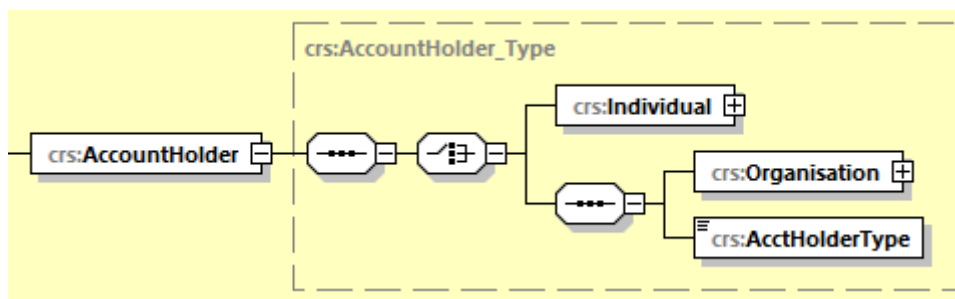 crs:AccountHolder_Type
crs:Individual
crs:AccountHolder
crs:Organisation
crs:AcctHolderType